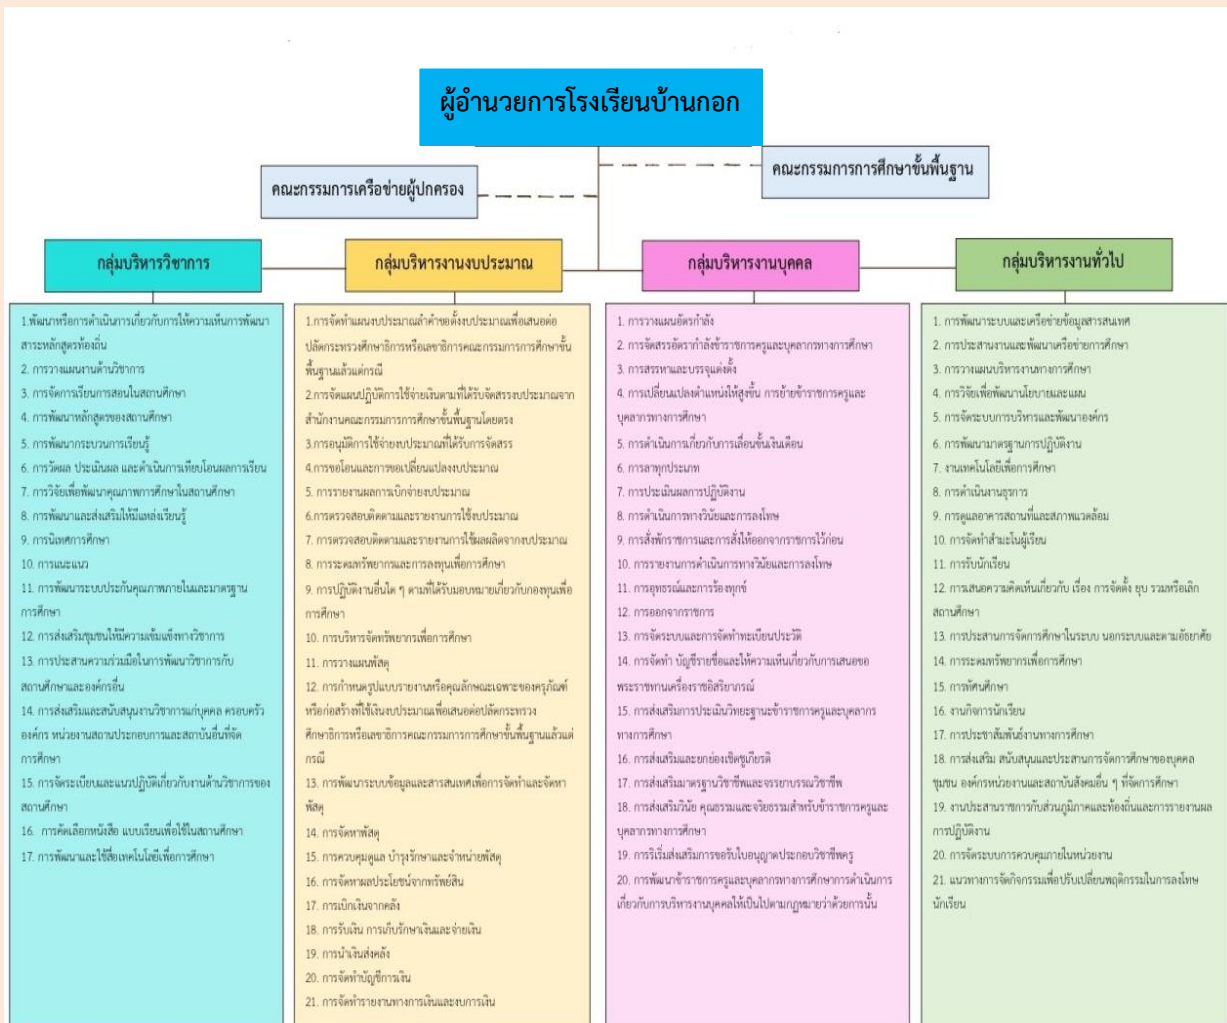 ผู้อำนวยการโรงเรียนบ้านกอก
คณะกรรมการการศึกษาขั้นพื้นฐาน
คณะกรรมการเครือข่ายผู้ปกครอง
กลุ่มบริหารวิชาการ
1.พัฒนาหรือการดำเนินการเกี่ยวกับการให้ความเห็นการพัฒนา
สาระหลักสูตรท้องถิ่น
2. การวางแผนงานด้านวิชาการ
3. การจัดการเรียนการสอนในสถานศึกษา
4. การพัฒนาหลักสูตรของสถานศึกษา
5. การพัฒนากระบวนการเรียนรู้
6. การวัดผล ประเมินผล และดำเนินการเทียบโอนผลการเรียน
7. การวิจัยเพื่อพัฒนาคุณภาพการศึกษาในสถานศึกษา
8. การพัฒนาและส่งเสริมให้มีแหล่งเรียนรู้
9. การนิเทศการศึกษา
10. การแนะแนว
11. การพัฒนาระบบประกันคุณภาพภายในและมาตรฐาน
การศึกษา
12. การส่งเสริมชุมชนให้มีความเข้มแข็งทางวิชาการ
13. การประสานความร่วมมือในการพัฒนาวิชาการกับ
สถานศึกษาและองค์กรอื่น
14. การส่งเสริมและสนับสนุนงานวิชาการแก่บุคคล ครอบครัว
องค์กร หน่วยงานสถานประกอบการและสถาบันอื่นที่จัด
การศึกษา
15. การจัดระเบียบและแนวปฏิบัติเกี่ยวกับงานด้านวิชาการของ
สถานศึกษา
16. การคัดเลือกหนังสือ แบบเรียนเพื่อใช้ในสถานศึกษา
17. การพัฒนาและใช้สื่อเทคโนโลยีเพื่อการศึกษา
กลุ่มบริหารงานงบประมาณ
1.การจัดทำแผนงบประมาณลำคำขอตั้งงบประมาณเพื่อเสนอต่อ
ปลัดกระทรวงศึกษาธิการหรือเลขาธิการคณะกรรมการการศึกษาขั้น
พื้นฐานแล้วแต่กรณี
2.การจัดแผนปฏิบัติการใช้จ่ายเงินตามที่ได้รับจัดสรรงบประมาณจาก
สำนักงานคณะกรรมการการศึกษาขั้นพื้นฐานโดยตรง
3.การอนุมัติการใช้จ่ายงบประมาณที่ได้รับการจัดสรร
4.การขอโอนและการขอเปลี่ยนแปลงงบประมาณ
5. การรายงานผลการเบิกจ่ายงบประมาณ
6.การตรวจสอบติดตามและรายงานการใช้งบประมาณ
7. การตรวจสอบติดตามและรายงานการใช้ผลผลิตจากงบประมาณ
8. การระดมทรัพยากรและการลงทุนเพื่อการศึกษา
9. การปฏิบัติงานอื่นใด ๆ ตามที่ได้รับมอบหมายเกี่ยวกับกองทุนเพื่อ
การศึกษา
10. การบริหารจัดทรัพยากรเพื่อการศึกษา
11. การวางแผนพัสดุ
12. การกำหนดรูปแบบรายงานหรือคุณลักษณะเฉพาะของครุภัณฑ์
หรือก่อสร้างที่ใช้เงินงบประมาณเพื่อเสนอต่อปลัดกระทรวง
ศึกษาธิการหรือเลขาธิการคณะกรรมการการศึกษาขั้นพื้นฐานแล้วแต่
กรณี
13. การพัฒนาระบบข้อมูลและสารสนเทศเพื่อการจัดทำและจัดหา
พัสดุ
14. การจัดหาพัสดุ
15. การควบคุมดูแล บำรุงรักษาและจำหน่ายพัสดุ
16. การจัดหาผลประโยชน์จากทรัพย์สิน
17. การเบิกเงินจากคลัง
18. การรับเงิน การเก็บรักษาเงินและจ่ายเงิน
19. การนำเงินส่งคลัง
20. การจัดทำบัญชีการเงิน
21. การจัดทำรายงานทางการเงินและงบการเงิน
กลุ่มบริหารงานบุคคล
1. การวางแผนอัตรกำลัง
2. การจัดสรรอัตรากำลังข้าราชการครูและบุคลากรทางการศึกษา
3. การสรรหาและบรรจุแต่งตั้ง
4. การเปลี่ยนแปลงตำแหน่งให้สูงขึ้น การย้ายข้าราชการครูและ
บุคลากรทางการศึกษา
5. การดำเนินการเกี่ยวกับการเลื่อนขั้นเงินเดือน
6. การลาทุกประเภท
7. การประเมินผลการปฏิบัติงาน
8. การดำเนินการทางวินัยและการลงโทษ
9. การสั่งพักราชการและการสั่งให้ออกจากราชการไว้ก่อน
10. การรายงานการดำเนินการทางวินัยและการลงโทษ
11. การอุทธรณ์และการร้องทุกข์
12. การออกจากราชการ
13. การจัดระบบและการจัดทำทะเบียนประวัติ
14. การจัดทำ บัญชีรายชื่อและให้ความเห็นเกี่ยวกับการเสนอขอ
พระราชทานเครื่องราชอิสริยาภรณ์
15. การส่งเสริมการประเมินวิทยะฐานะข้าราชการครูและบุคลากร
ทางการศึกษา
16. การส่งเสริมและยกย่องเชิดชูเกียรติ
17. การส่งเสริมมาตรฐานวิชาชีพและจรรยาบรรณวิชาชีพ
18. การส่งเสริมวินัย คุณธรรมและจริยธรรมสำหรับข้าราชการครูและ
บุคลากรทางการศึกษา
19. การริเริ่มส่งเสริมการขอรับใบอนุญาตประกอบวิชาชีพครู
20. การพัฒนาข้าราชการครูและบุคลากรทางการศึกษาการดำเนินการ
เกี่ยวกับการบริหารงานบุคคลให้เป็นไปตามกฎหมายว่าด้วยการนั้น
กลุ่มบริหารงานทั่วไป
1. การพัฒนาระบบและเครือข่ายข้อมูลสารสนเทศ
2. การประสานงานและพัฒนาเครือข่ายการศึกษา
3. การวางแผนบริหารงานทางการศึกษา
4. การวิจัยเพื่อพัฒนานโยบายและแผน
5. การจัดระบบการบริหารและพัฒนาองค์กร
6. การพัฒนามาตรฐานการปฏิบัติงาน
7. งานเทคโนโลยีเพื่อการศึกษา
8. การดำเนินงานธุรการ
9. การดูแลอาคารสถานที่และสภาพแวดล้อม
10. การจัดทำสำมะโนผู้เรียน
11. การรับนักเรียน
12. การเสนอความคิดเห็นเกี่ยวกับ เรื่อง การจัดตั้ง ยุบ รวมหรือเลิก
สถานศึกษา
13. การประสานการจัดการศึกษาในระบบ นอกระบบและตามอัธยาศัย
14. การระดมทรัพยากรเพื่อการศึกษา
15. การทัศนศึกษา
16. งานกิจการนักเรียน
17. การประชาสัมพันธ์งานทางการศึกษา
18. การส่งเสริม สนับสนุนและประสานการจัดการศึกษาของบุคคล
ชุมชน องค์กรหน่วยงานและสถาบันสังคมอื่น ๆ ที่จัดการศึกษา
19. งานประสานราชการกับส่วนภูมิภาคและท้องถิ่นและการรายงานผล
การปฏิบัติงาน
20. การจัดระบบการควบคุมภายในหน่วยงาน
21. แนวทางการจัดกิจกรรมเพื่อปรับเปลี่ยนพฤติกรรมในการลงโทษ
นักเรียน